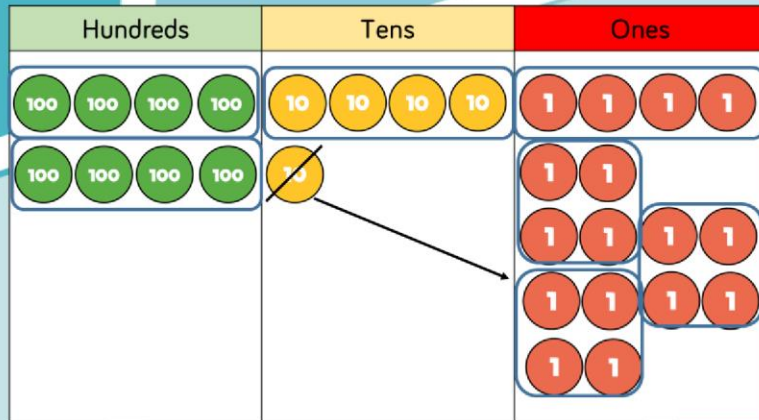 Hundreds Tens Ones
100 100 100 100 10 10 10 10 1 1 1 1
100 100 100 100 10 1 1
1 1 1 1
1 1 1 1
1 1